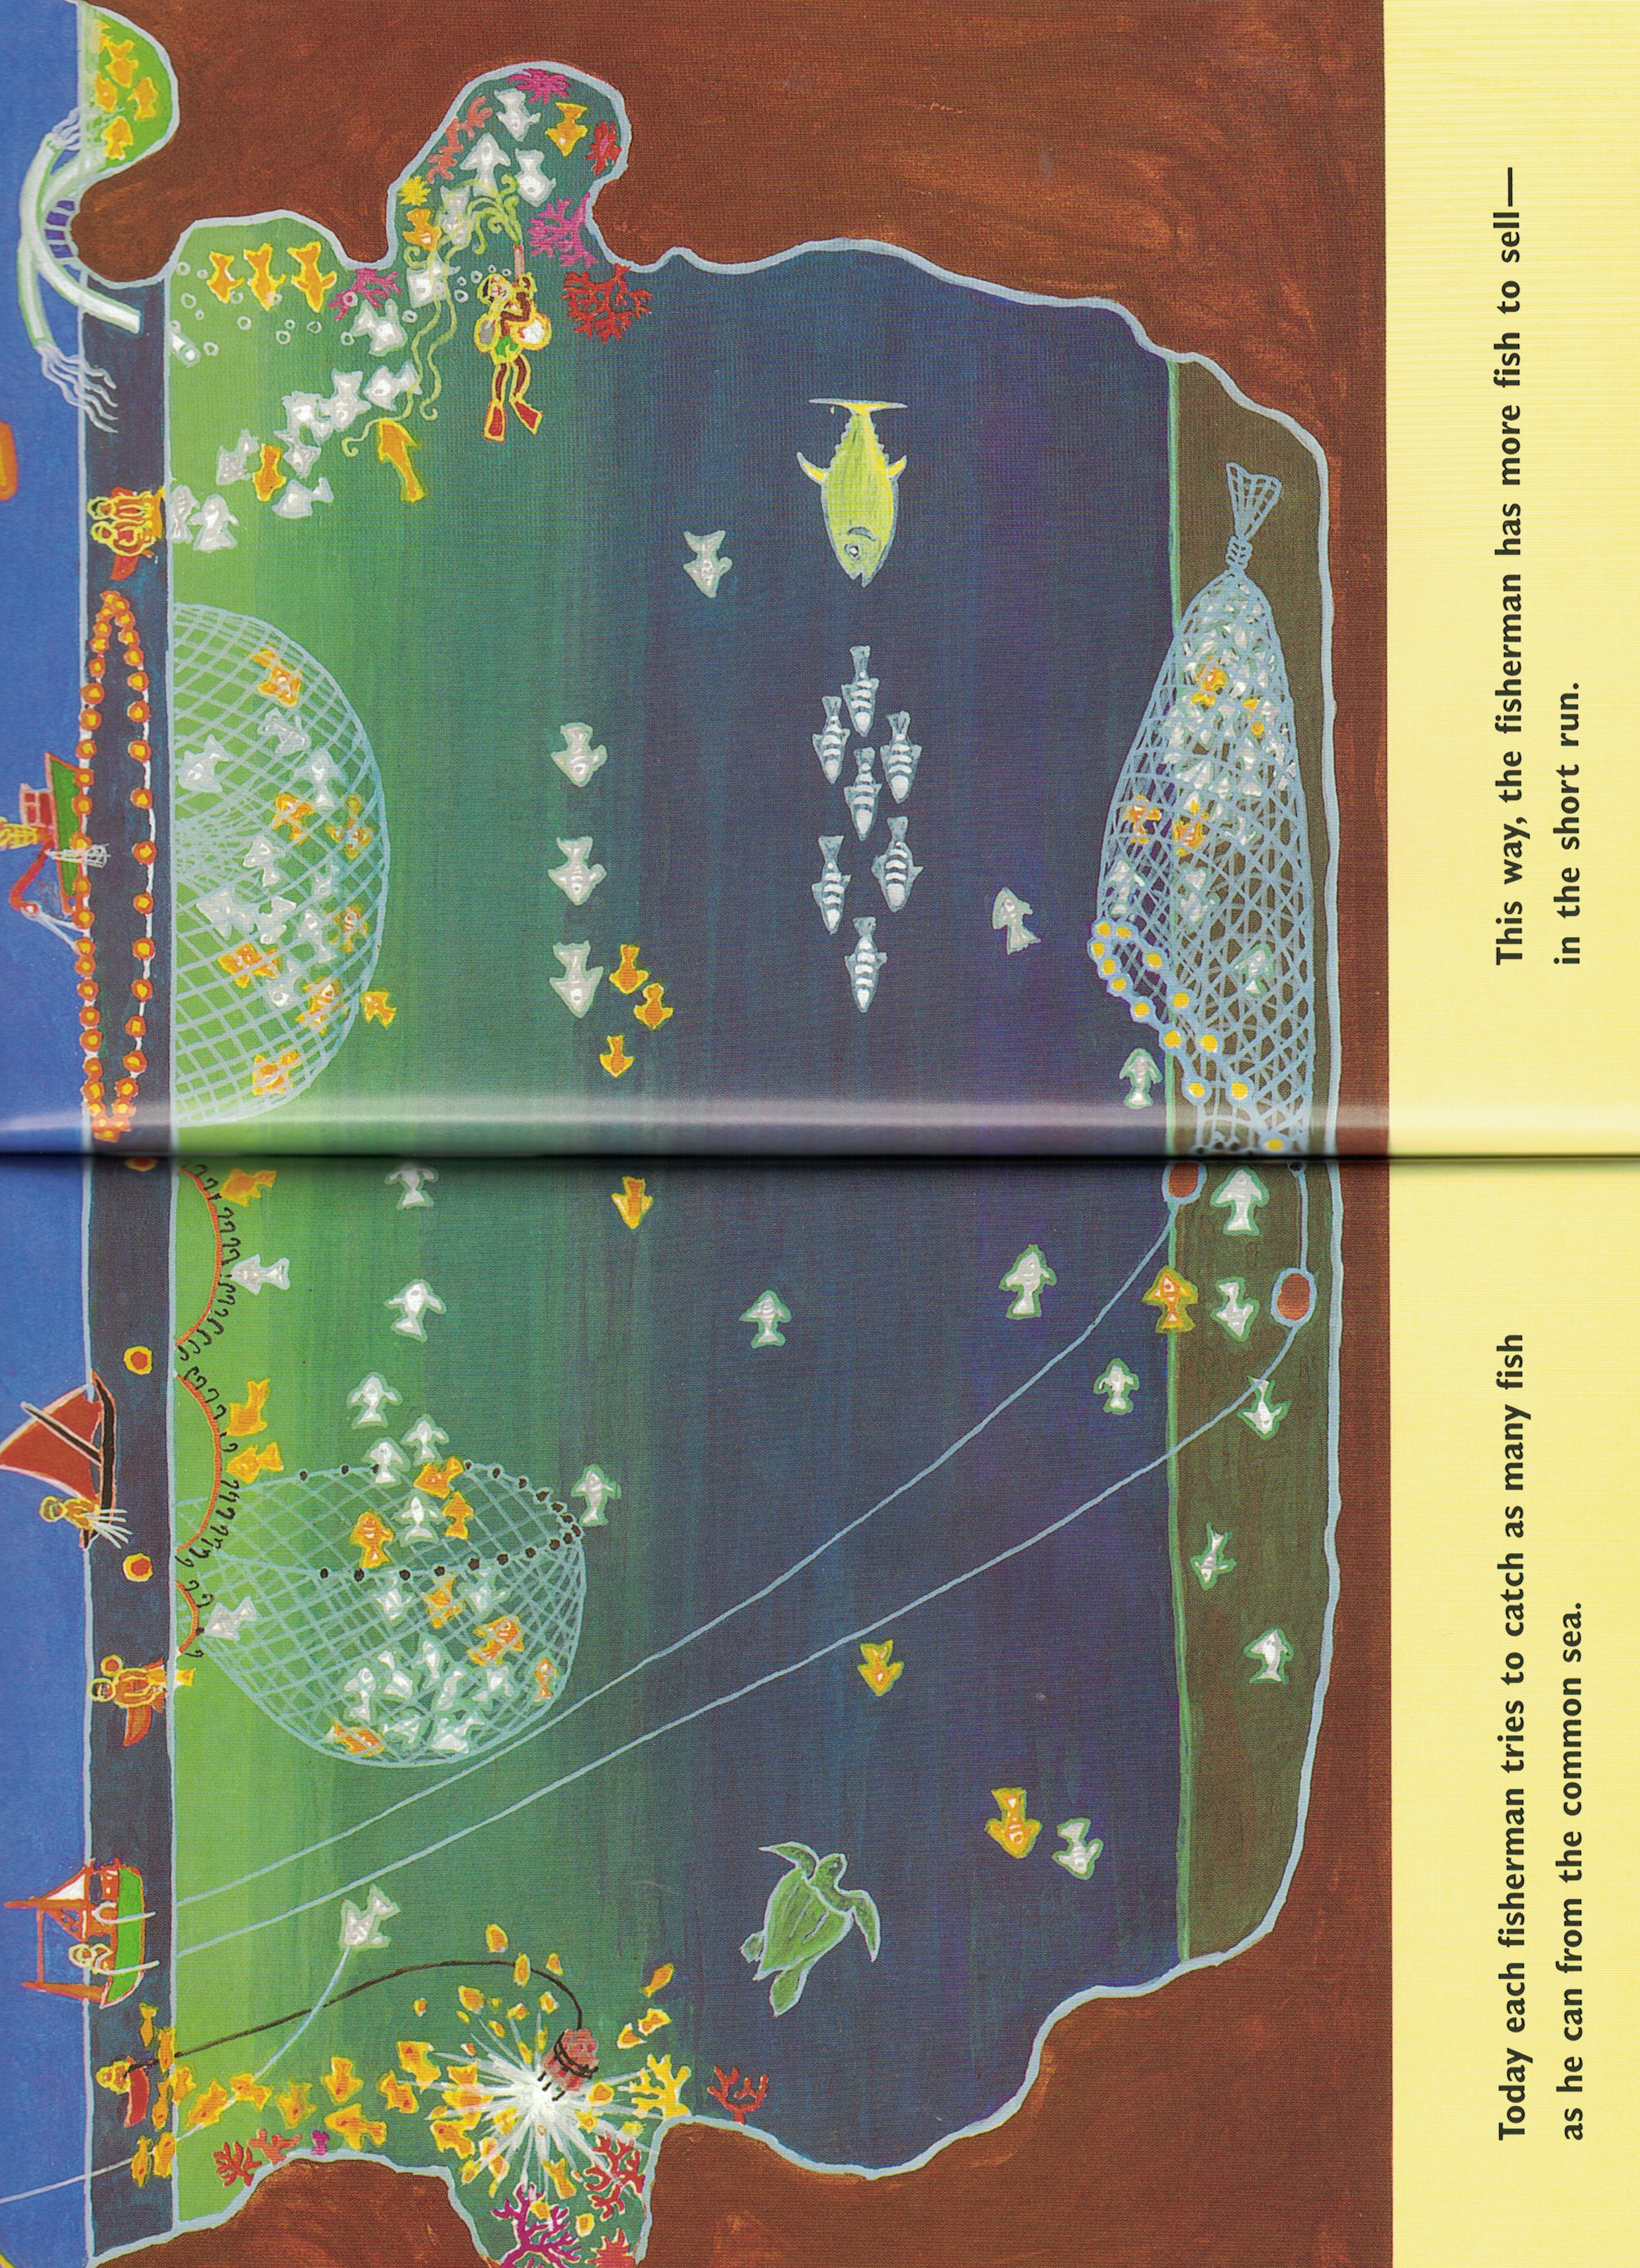 Today each fisherman tries to catch as many fish
as he can from the common sea.
This way, the fisherman has more fish to sell—
in the short run.